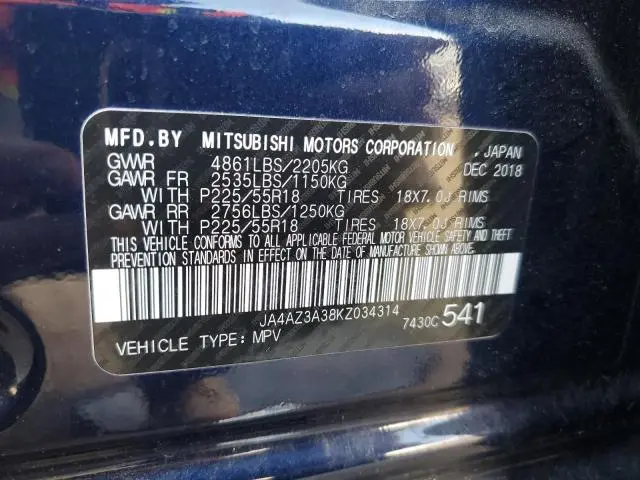 MFD.BY MITSUBISHI MOTORS CORPORATION , JAPAN
GVWR 4861LBS/2205KG DEC 2018
GAWR FR 2535LBS/1150KG
WITH P225/55R18 TIRES 18X7.0J RIMS
GAWR RR 2756LBS/1250KG
WITH P225/55R18 TIRES 18X7.0J RIMS
THIS VEHICLE CONFORMS TO ALL APPLICABLE FEDERAL MOTOR VEHICLE SAFETY AND THEFT
PREVENTION STANDARDS IN EFFECT ON THE DATE OF MANUFACTURE SHOWN ABOVE.
JA4AZ3A38KZ034314
7430C 541
VEHICLE TYPE: MPV